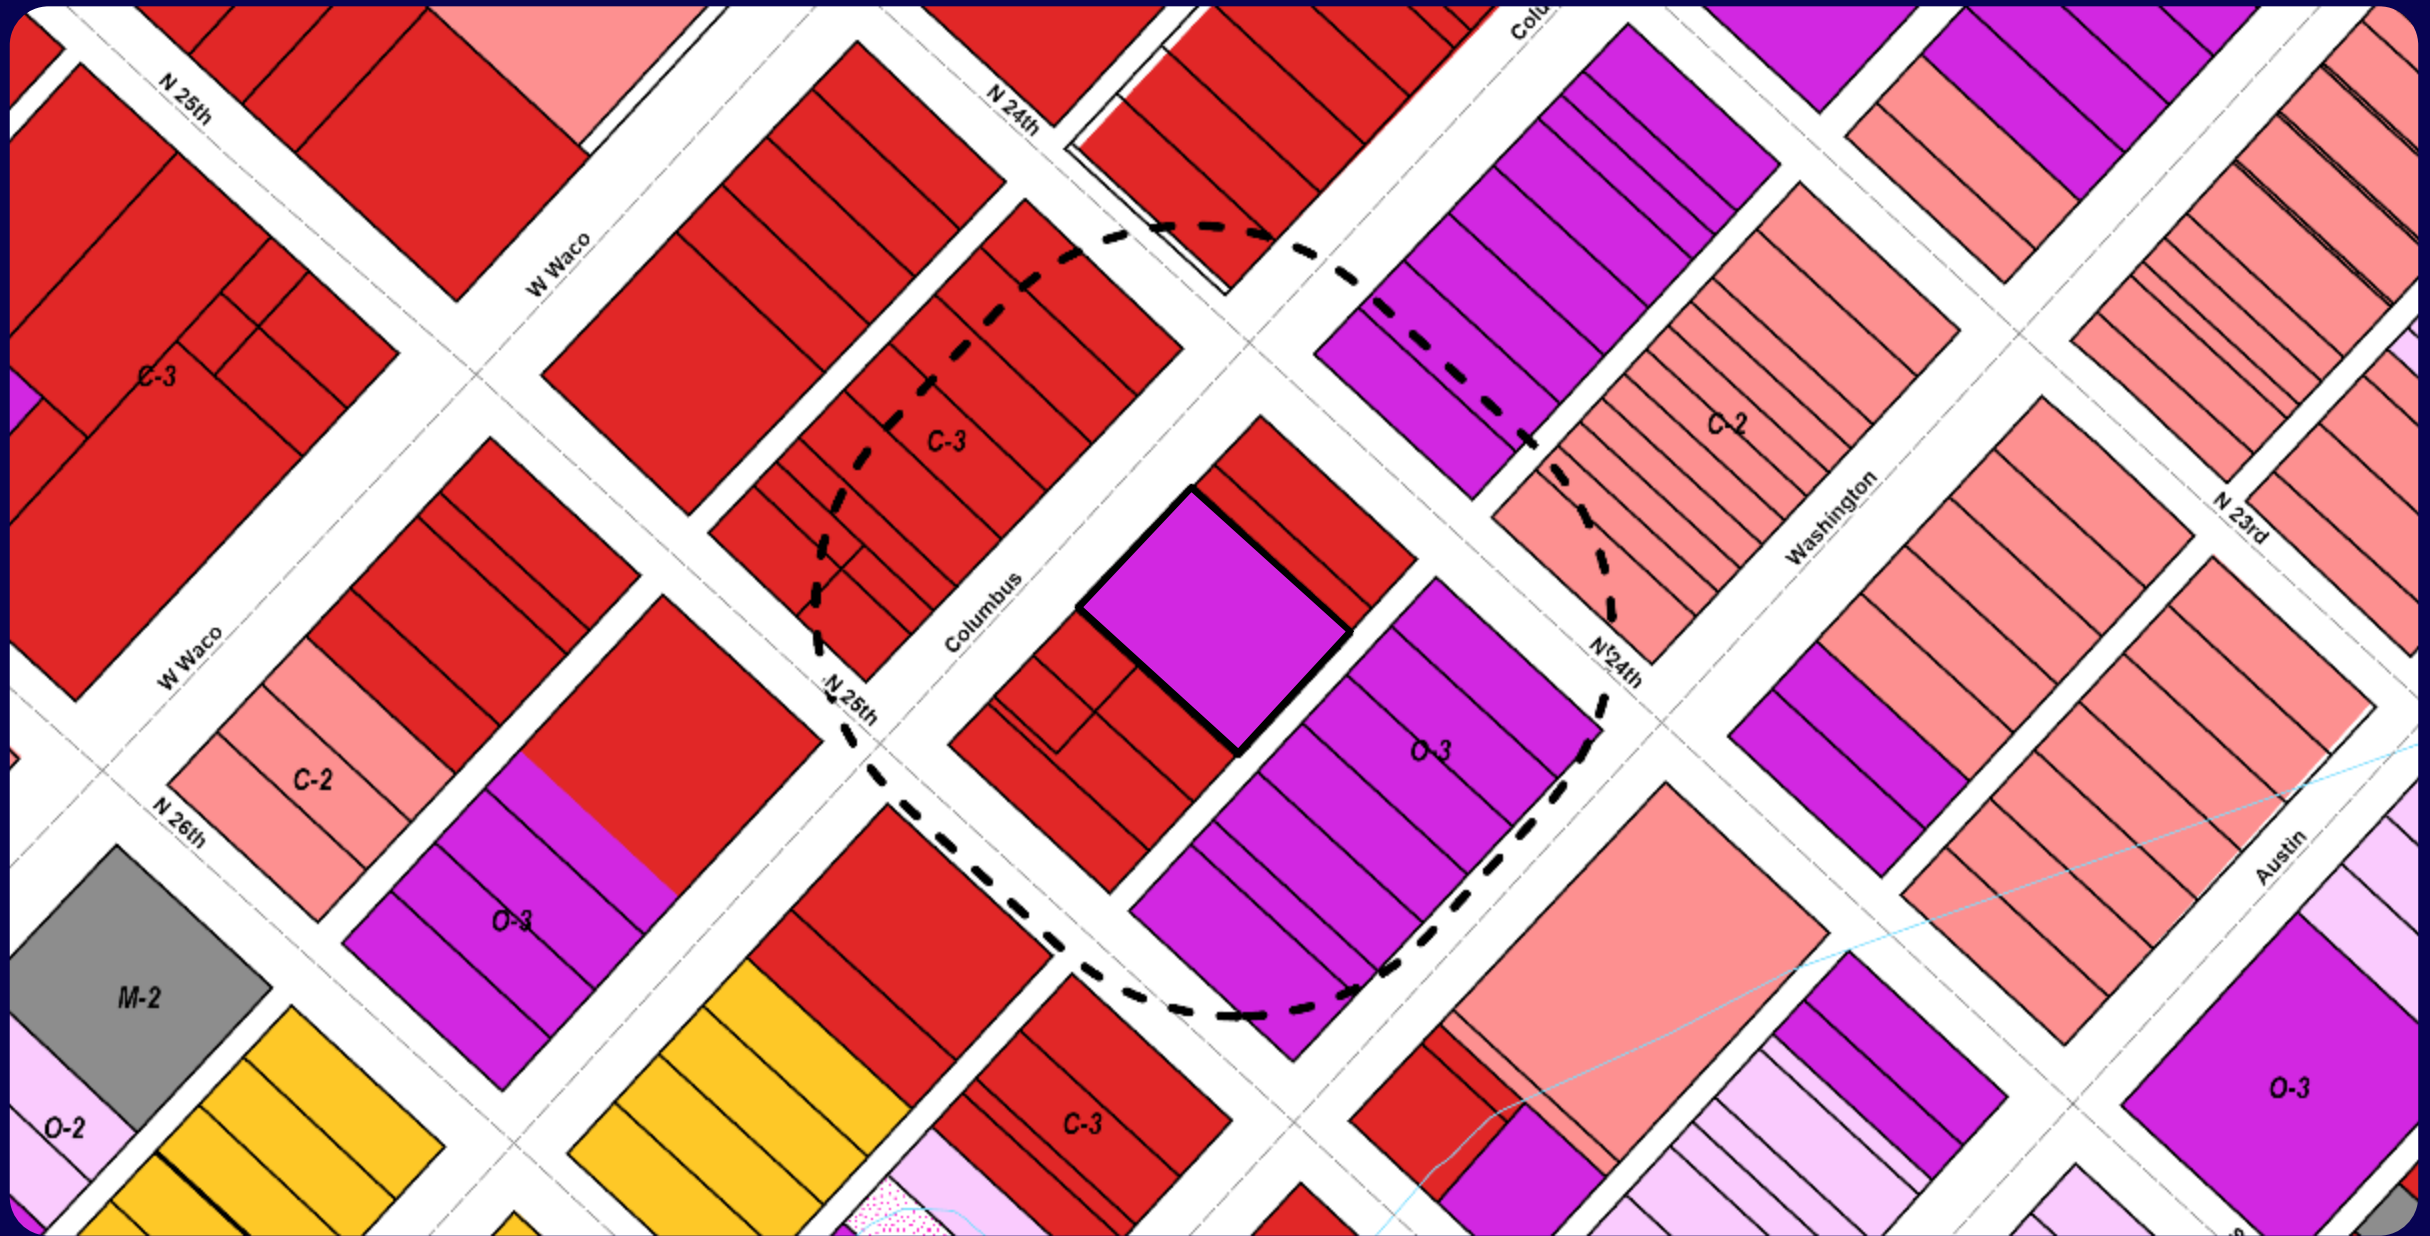 Colu
N 25th
N 24th
W Waco
C-3
C-2
C-3
N 23rd
Washington
Columbus
W Waco
N 24th
N 25th
O-3
C-2
N 26th
Austin
O-3
M-2
O-3
C-3
O-2